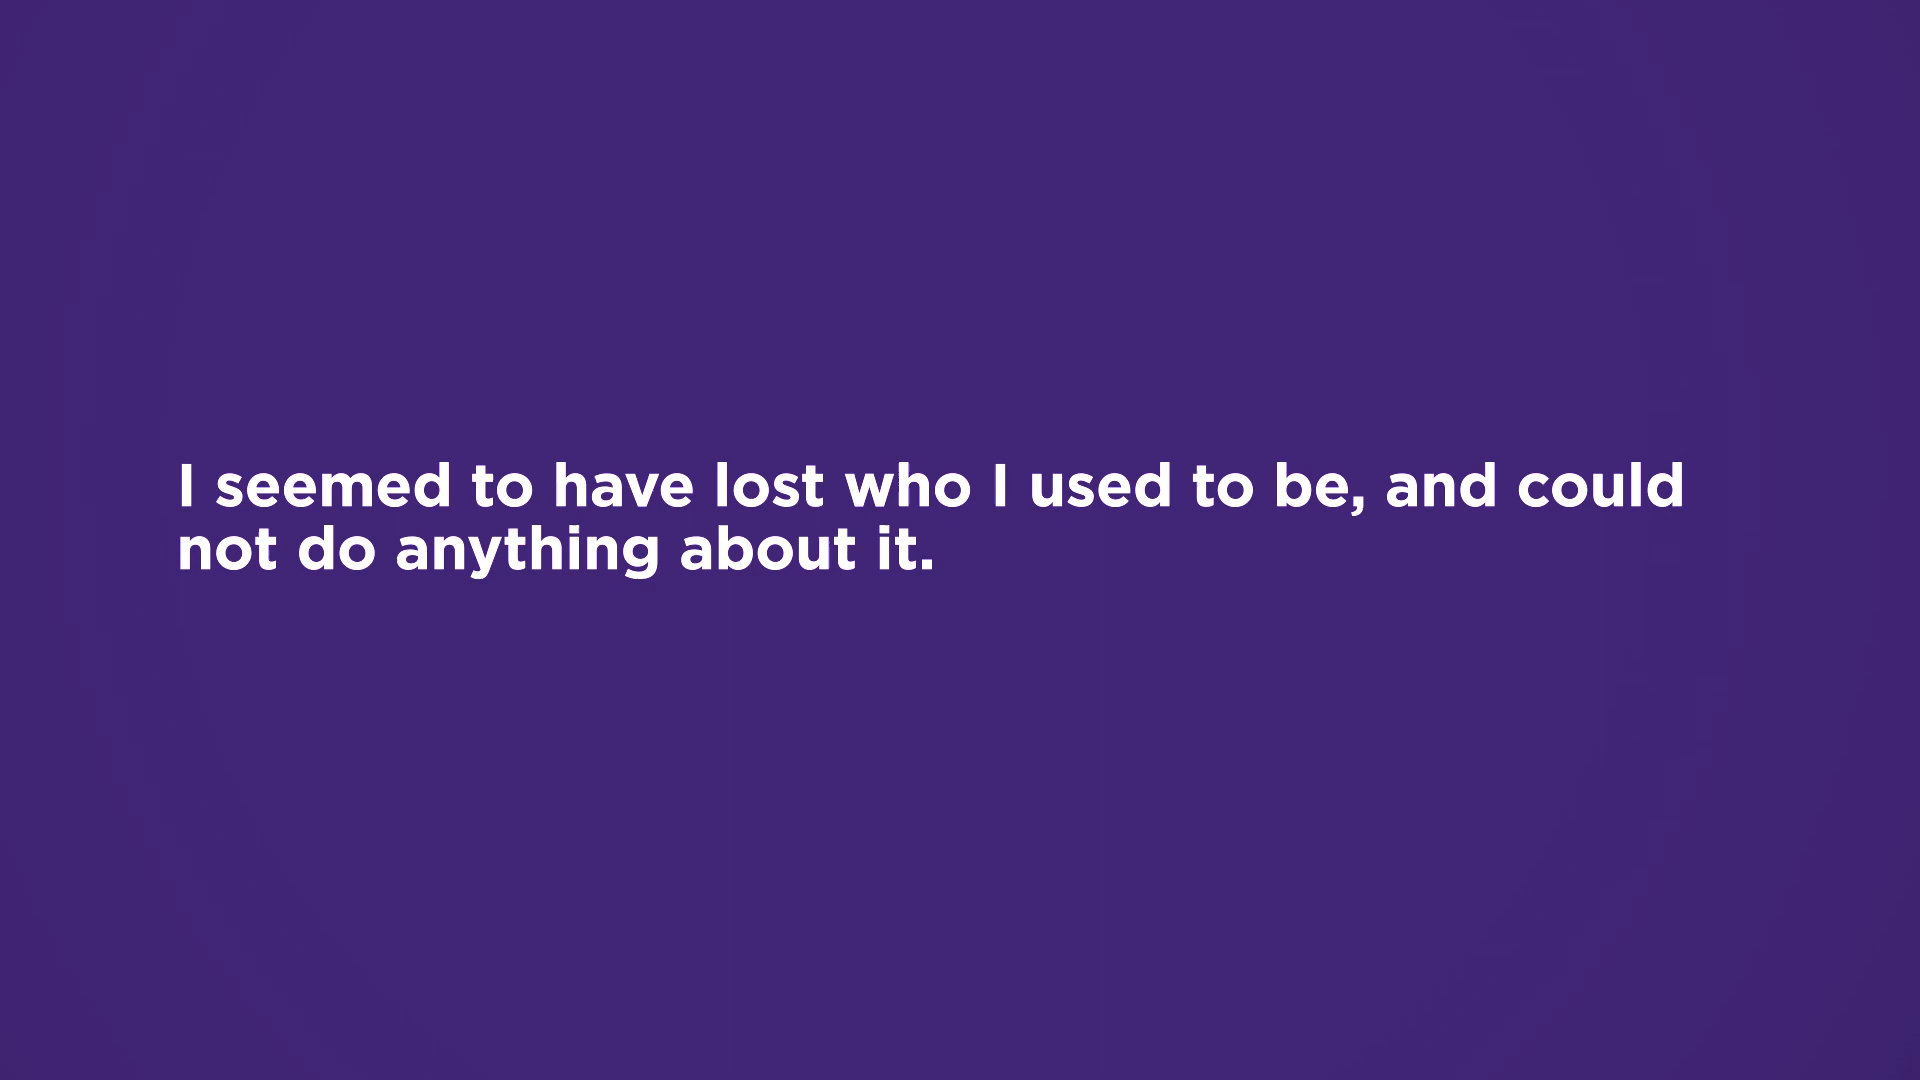 I seemed to have lost who I used to be, and could
not do anything about it.